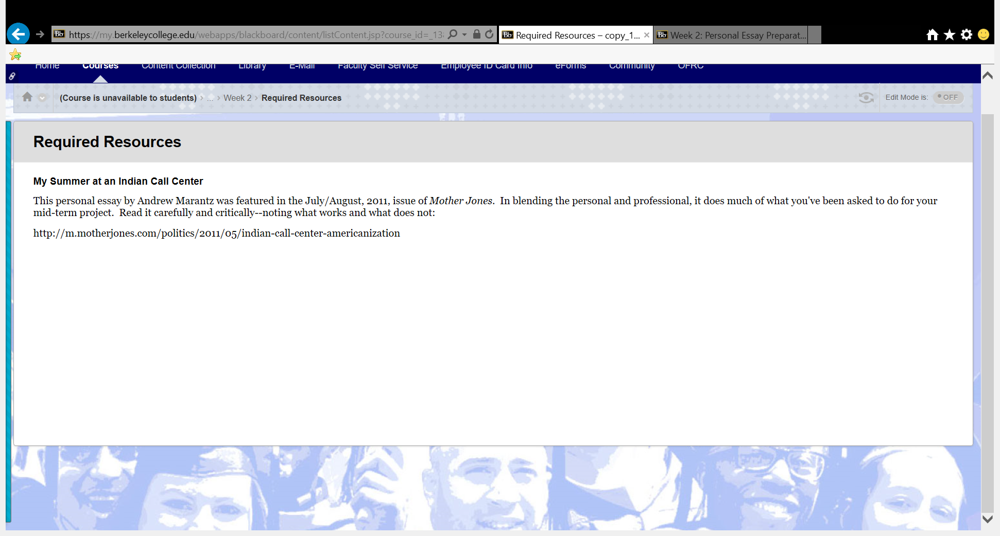 Bb https://my.berkeleycollege.edu/webapps/blackboard/content/listContent.jsp?course_id=_13 Bb Required Resources – copy_1... × Bb Week 2: Personal Essay Preparat...
Home Courses Content Collection Library E-Mail Faculty Self Service Employee ID Card Info eForms Community OFRC
(Course is unavailable to students) > ... > Week 2 > Required Resources Edit Mode is: • OFF
Required Resources
My Summer at an Indian Call Center
This personal essay by Andrew Marantz was featured in the July/August, 2011, issue of Mother Jones.  In blending the personal and professional, it does much of what you've been asked to do for your
mid-term project.  Read it carefully and critically--noting what works and what does not:
http://m.motherjones.com/politics/2011/05/indian-call-center-americanization